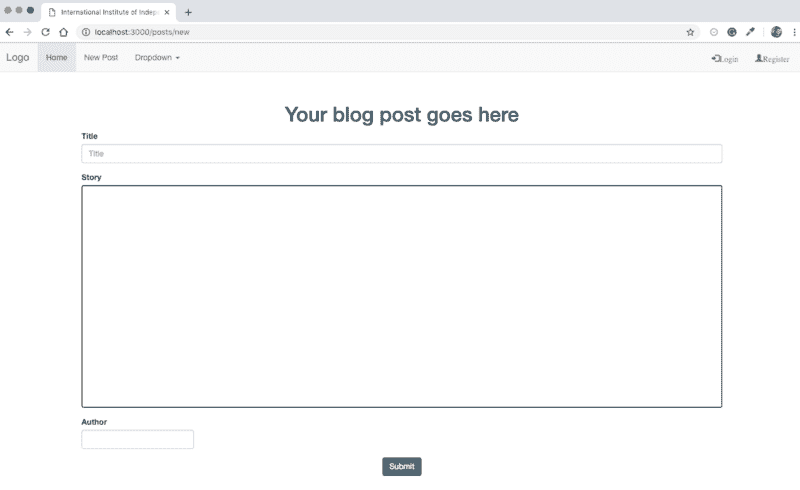 International Institute of Indep
localhost:3000/posts/new
Logo
Home
New Post
Dropdown
Login
Register
Your blog post goes here
Title
Title
Story
Author
Submit